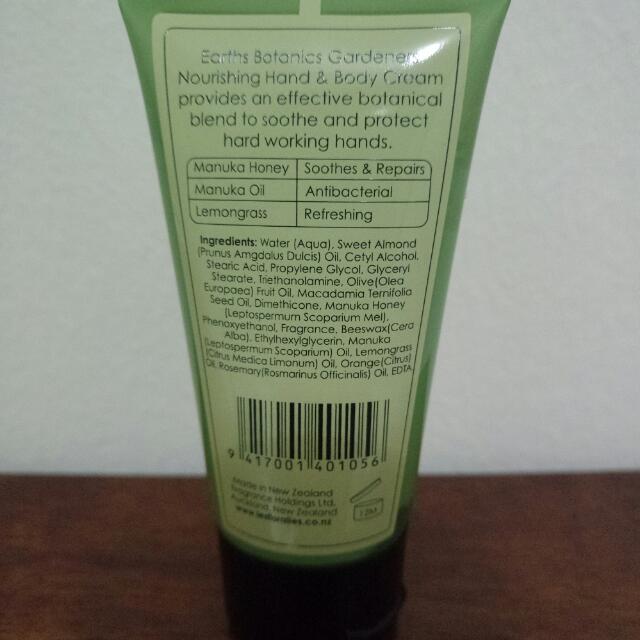 Earths Botanics Gardeners
Nourishing Hand & Body Cream
provides an effective botanical
blend to soothe and protect
hard working hands.
Manuka Honey Soothes & Repairs
Manuka Oil Antibacterial
Lemongrass Refreshing
Ingredients: Water (Aqua), Sweet Almond
(Prunus Amgdalus Dulcis) Oil, Cetyl Alcohol,
Stearic Acid, Propylene Glycol, Glyceryl
Stearate, Triethanolamine, Olive(Olea
Europaea) Fruit Oil, Macadamia Ternifolia
Seed Oil, Dimethicone, Manuka Honey
(Leptospermum Scoparium Mel),
Phenoxyethanol, Fragrance, Beeswax(Cera
Alba), Ethylhexylglycerin, Manuka
(Leptospermum Scoparium) Oil, Lemongrass
(Citrus Medica Limonum) Oil, Orange(Citrus)
Oil, Rosemary(Rosmarinus Officinalis) Oil, EDTA.
9 417001 401056
Made in New Zealand
Fragrance Holdings Ltd,
Auckland, New Zealand
12M